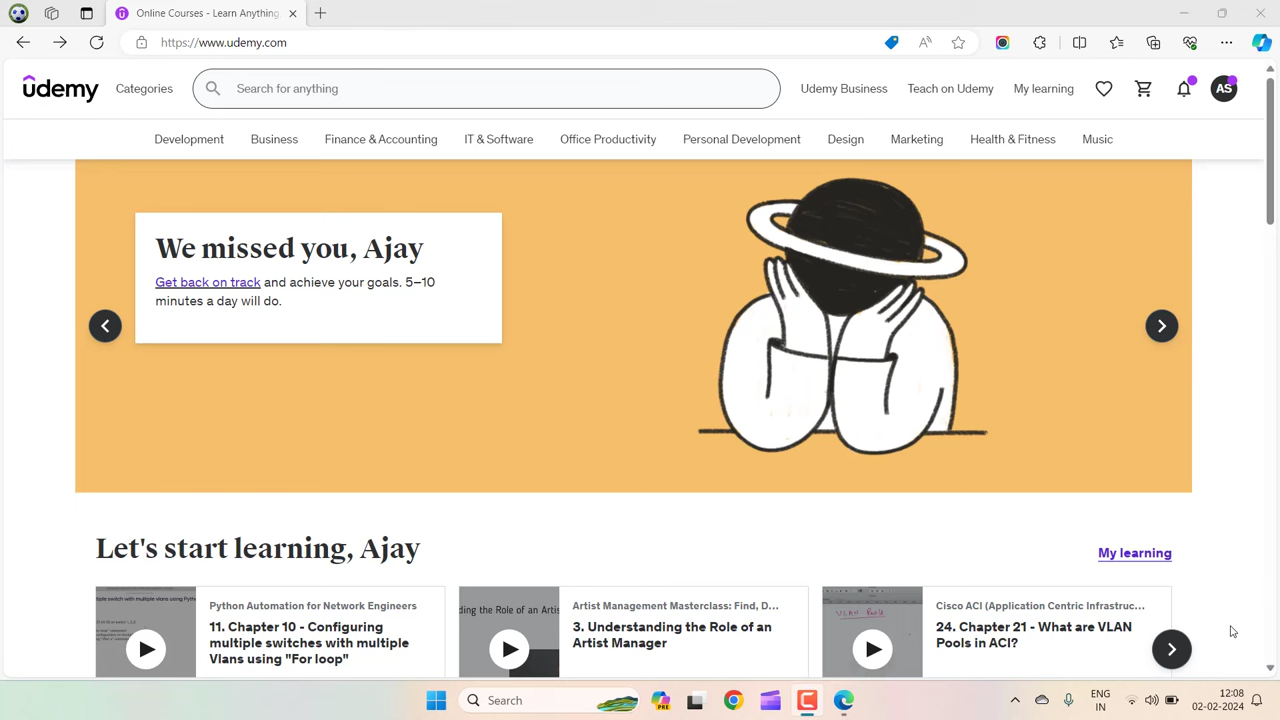 Online Courses - Learn Anything,
https://www.udemy.com
udemy
Categories
Search for anything
Udemy Business
Teach on Udemy
My learning
AS
Development
Business
Finance & Accounting
IT & Software
Office Productivity
Personal Development
Design
Marketing
Health & Fitness
Music
We missed you, Ajay
Get back on track and achieve your goals. 5–10
minutes a day will do.
Let's start learning, Ajay
My learning
Python Automation for Network Engineers
11. Chapter 10 - Configuring
multiple switches with multiple
Vlans using "For loop"
Artist Management Masterclass: Find, D...
3. Understanding the Role of an
Artist Manager
Cisco ACI (Application Centric Infrastruc...
24. Chapter 21 - What are VLAN
Pools in ACI?
Search
PRE
ENG
IN
12:08
02-02-2024